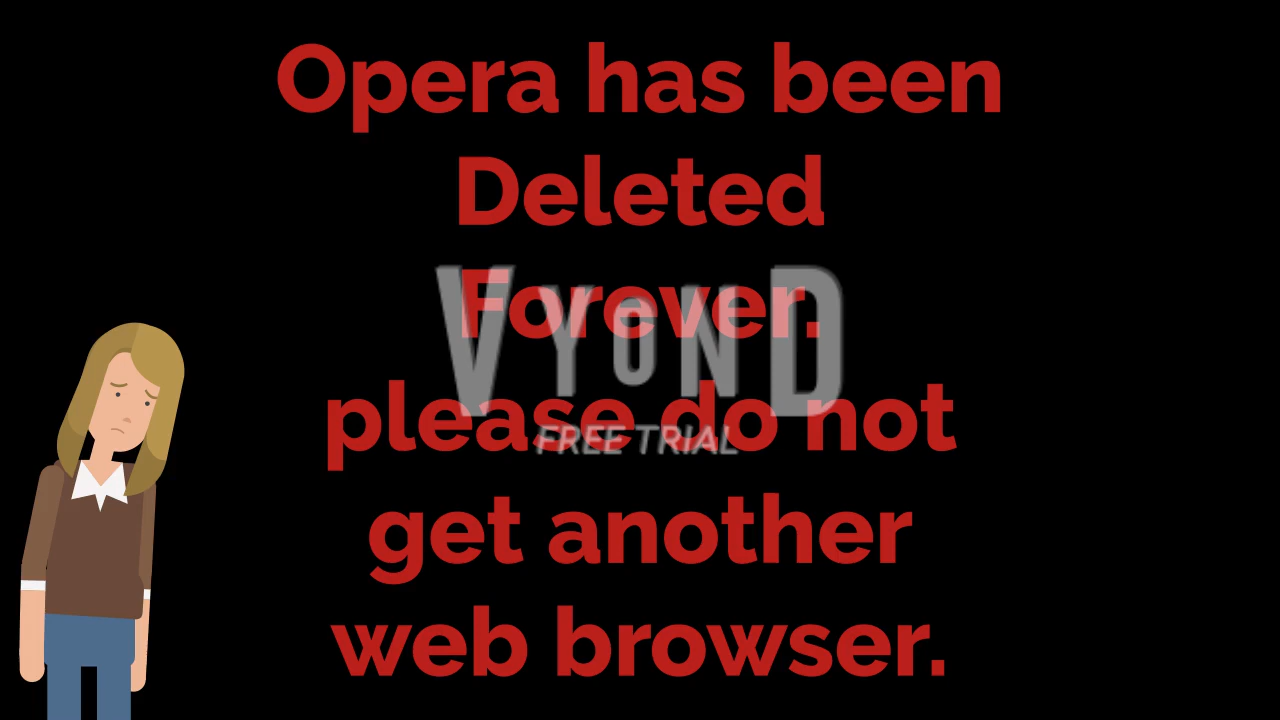 Opera has been
Deleted
Forever.
VYOND
please do not
FREE TRIAL
get another
web browser.